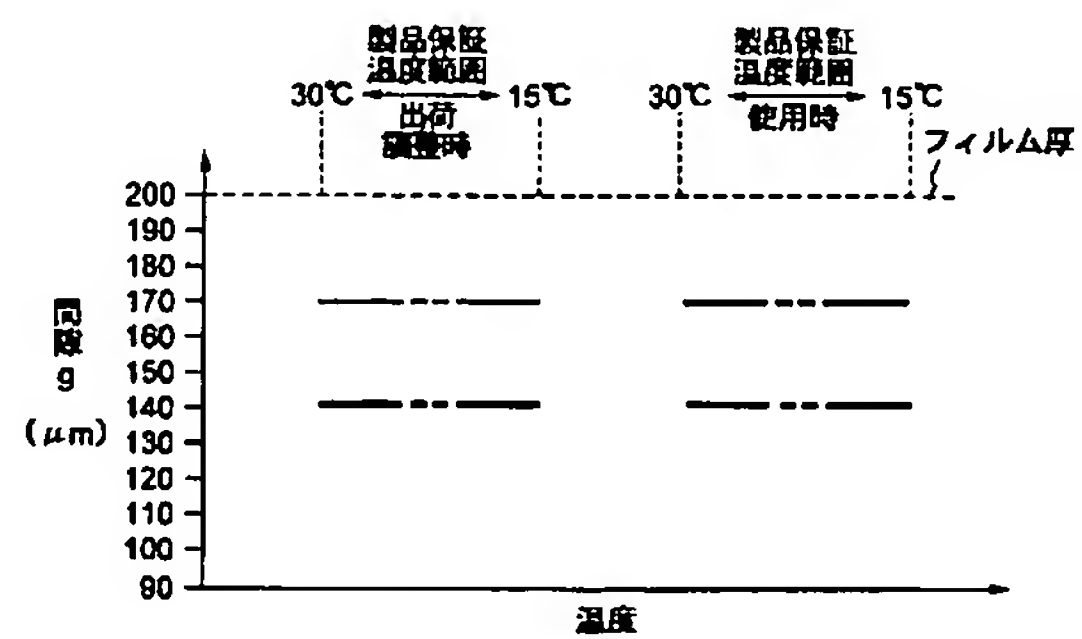 製品保証
温度範囲
30℃
15℃
出荷
調整時
製品保証
温度範囲
30℃
15℃
使用時
フィルム厚
200
190
180
170
160
150
140
130
120
110
100
90
間隙
g
(μm)
温度